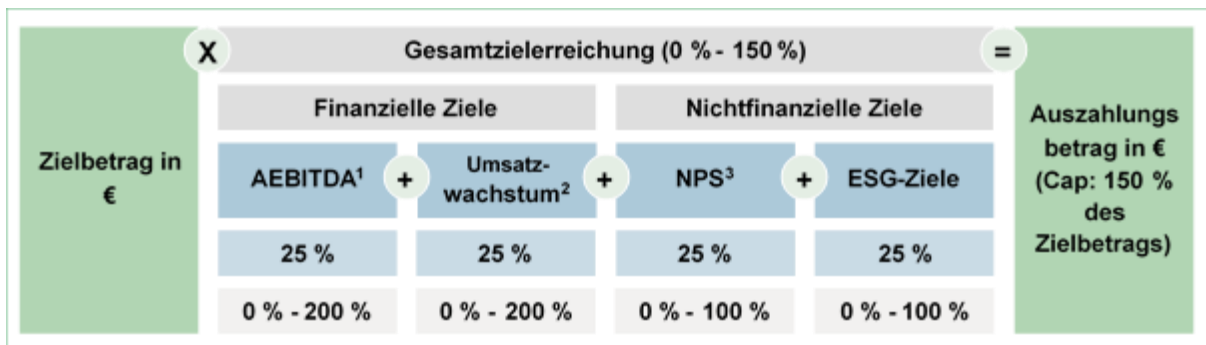 Zielbetrag in
€
X
Gesamtzielerreichung (0 % - 150 %)
=
Finanzielle Ziele
Nichtfinanzielle Ziele
AEBITDA¹
+
Umsatz-
wachstum²
+
NPS³
+
ESG-Ziele
25 %
25 %
25 %
25 %
0 % - 200 %
0 % - 200 %
0 % - 100 %
0 % - 100 %
Auszahlungs
betrag in €
(Cap: 150 %
des
Zielbetrags)